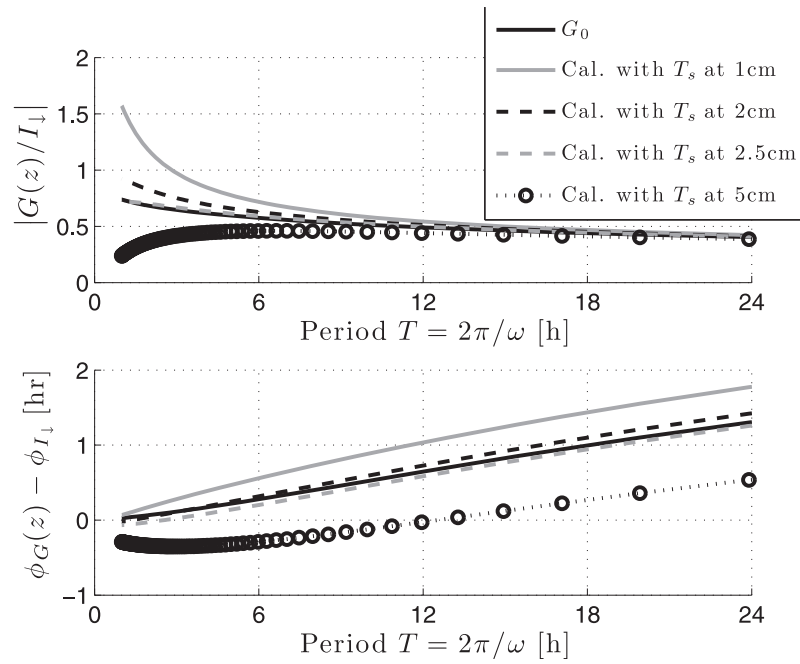 G₀
Cal. with Tₛ at 1cm
Cal. with Tₛ at 2cm
Cal. with Tₛ at 2.5cm
Cal. with Tₛ at 5cm
|G(z)/I↓|
2
1.5
1
0.5
0
0 6 12 18 24
Period T = 2π/ω [h]
ϕG(z) − ϕI↓ [hr]
2
1
0
−1
0 6 12 18 24
Period T = 2π/ω [h]